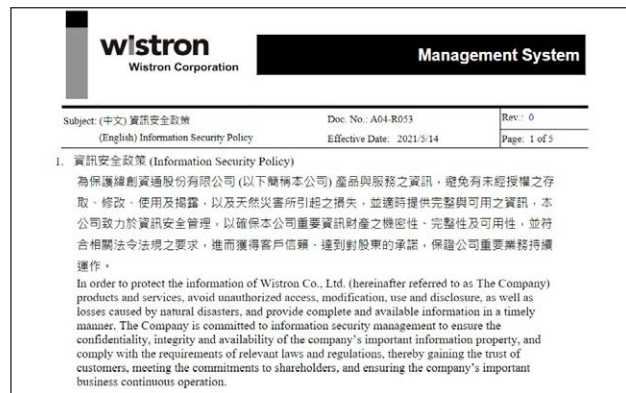 wistron
Wistron Corporation
Management System
Subject: (中文) 資訊安全政策
(English) Information Security Policy
Doc. No.: A04-R053
Effective Date: 2021/5/14
Rev.: 0
Page: 1 of 5
1. 資訊安全政策 (Information Security Policy)
為保護緯創資通股份有限公司 (以下簡稱本公司) 產品與服務之資訊，避免有未經授權之存
取、修改、使用及揭露，以及天然災害所引起之損失，並適時提供完整與可用之資訊，本
公司致力於資訊安全管理，以確保本公司重要資訊財產之機密性、完整性及可用性，並符
合相關法令法規之要求，進而獲得客戶信賴、達到對股東的承諾，保證公司重要業務持續
運作。
In order to protect the information of Wistron Co., Ltd. (hereinafter referred to as The Company)
products and services, avoid unauthorized access, modification, use and disclosure, as well as
losses caused by natural disasters, and provide complete and available information in a timely
manner. The Company is committed to information security management to ensure the
confidentiality, integrity and availability of the company's important information property, and
comply with the requirements of relevant laws and regulations, thereby gaining the trust of
customers, meeting the commitments to shareholders, and ensuring the company's important
business continuous operation.